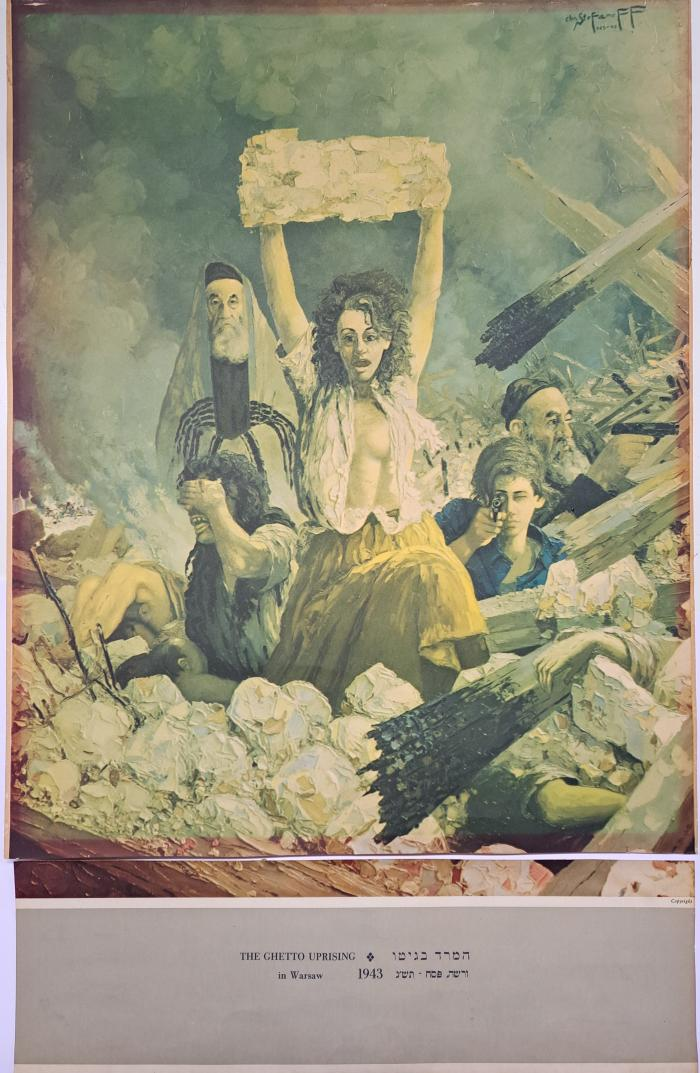 Copyright
THE GHETTO UPRISING ❖ המרד בגיטו
in Warsaw 1943 ורשה, פסח - תש״ג